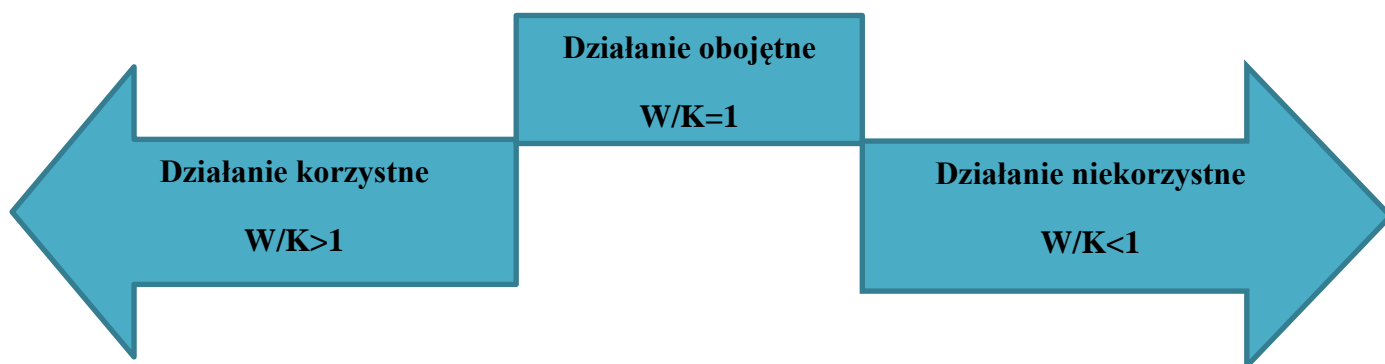 Działanie obojętne
W/K=1
Działanie korzystne
W/K>1
Działanie niekorzystne
W/K<1